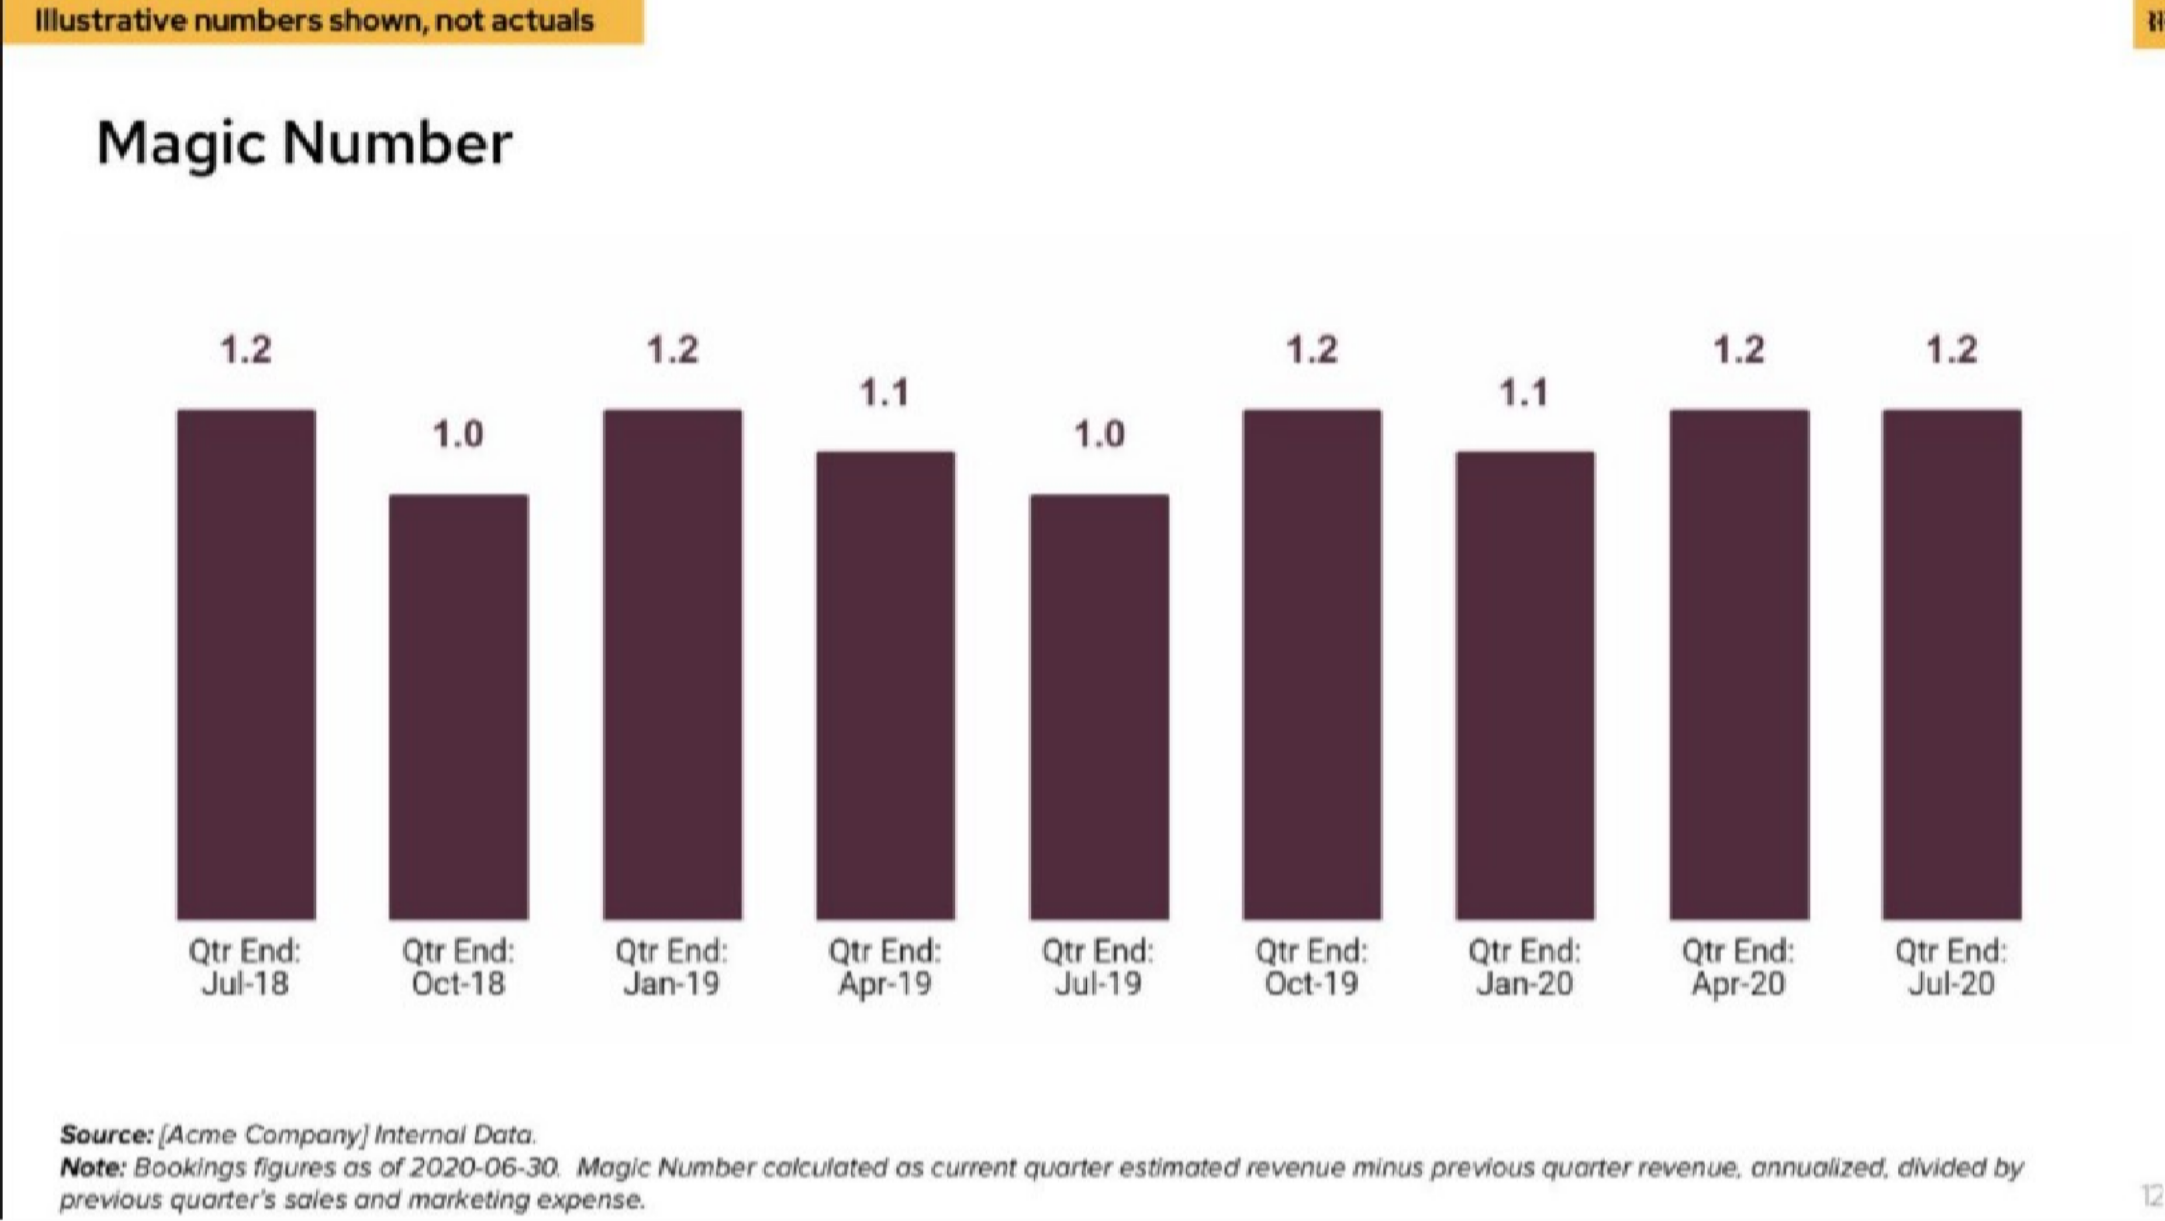 Illustrative numbers shown, not actuals
Magic Number
1.2
1.0
1.2
1.1
1.0
1.2
1.1
1.2
1.2
Qtr End:
Jul-18
Qtr End:
Oct-18
Qtr End:
Jan-19
Qtr End:
Apr-19
Qtr End:
Jul-19
Qtr End:
Oct-19
Qtr End:
Jan-20
Qtr End:
Apr-20
Qtr End:
Jul-20
Source: [Acme Company] Internal Data.
Note: Bookings figures as of 2020-06-30. Magic Number calculated as current quarter estimated revenue minus previous quarter revenue, annualized, divided by
previous quarter's sales and marketing expense.
12